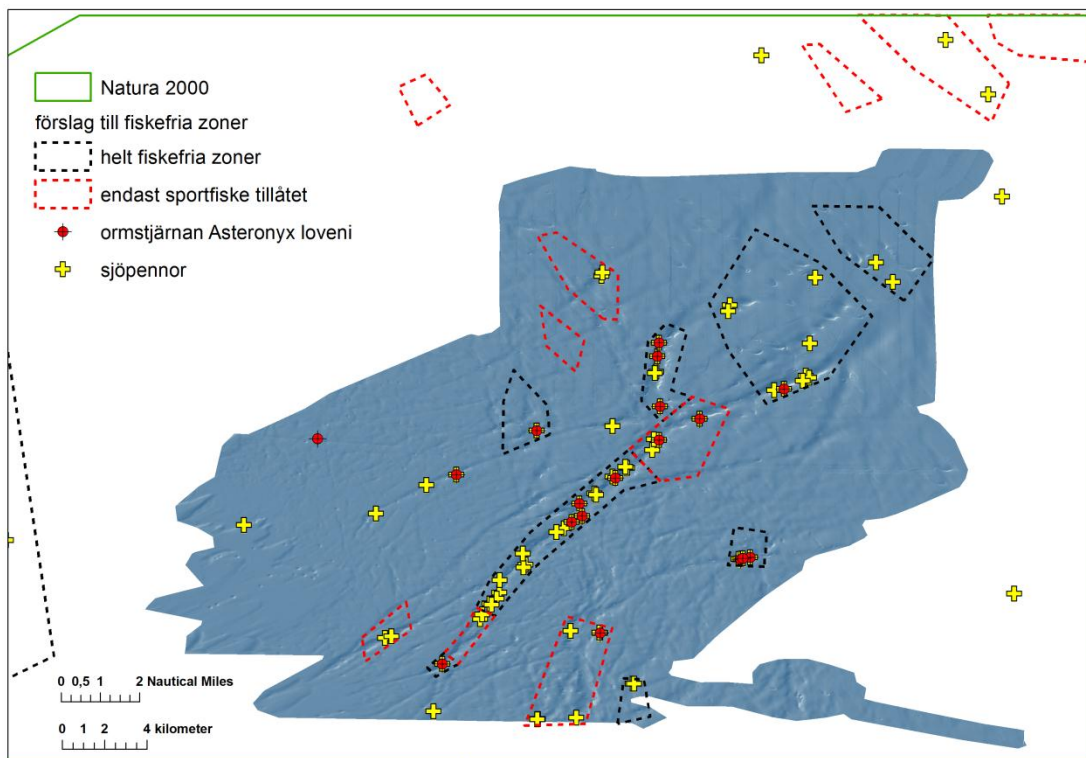 Natura 2000
förslag till fiskefria zoner
helt fiskefria zoner
endast sportfiske tillåtet
ormstjärnan Asteronyx loveni
sjöpennor
0 0,5 1 2 Nautical Miles
0 1 2 4 kilometer